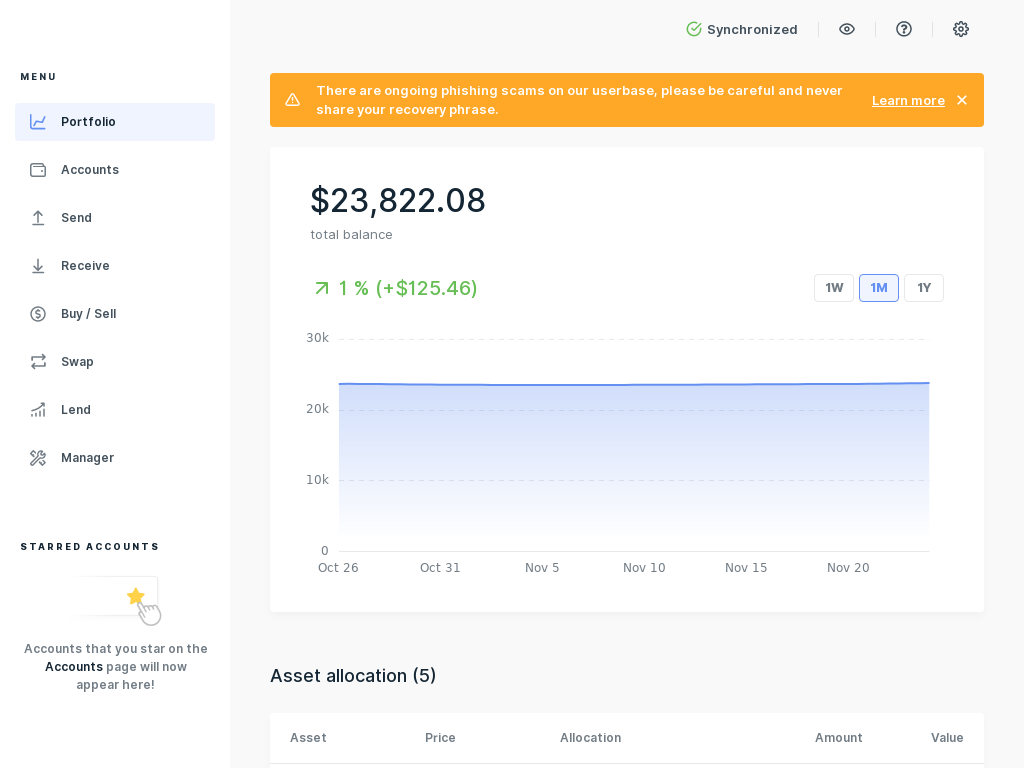 Synchronized
MENU
Portfolio
Accounts
Send
Receive
Buy / Sell
Swap
Lend
Manager
STARRED ACCOUNTS
Accounts that you star on the
Accounts page will now
appear here!
There are ongoing phishing scams on our userbase, please be careful and never
share your recovery phrase.
Learn more
$23,822.08
total balance
1 % (+$125.46)
1W
1M
1Y
30k
20k
10k
0
Oct 26
Oct 31
Nov 5
Nov 10
Nov 15
Nov 20
Asset allocation (5)
Asset
Price
Allocation
Amount
Value